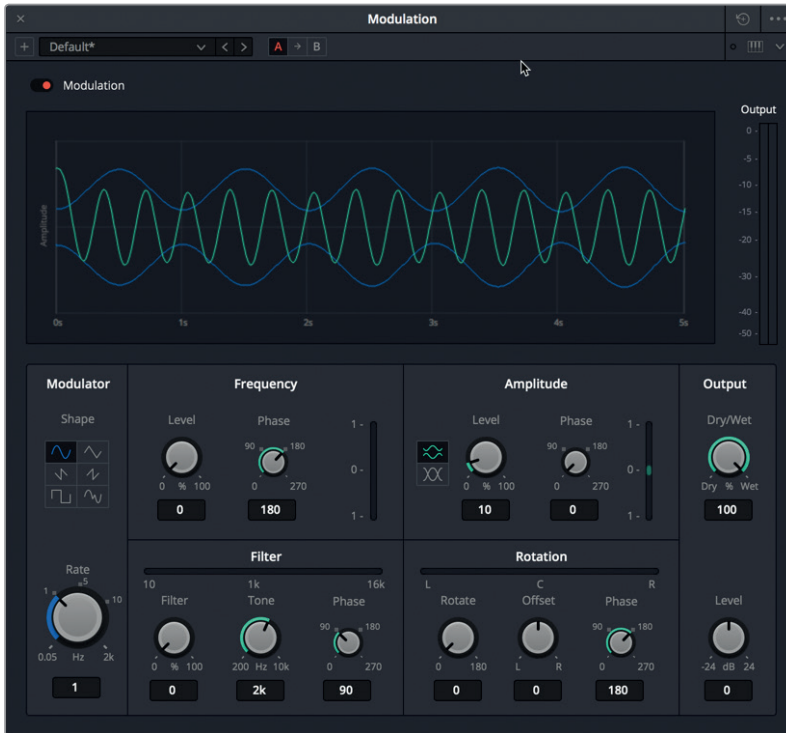 Modulation
Default*
A
B
Modulation
Output
0 -
-5 -
-10 -
-15 -
-20 -
-30 -
-40 -
-50 -
Amplitude
0s 1s 2s 3s 4s 5s
Modulator
Shape
Rate
1 5 10
0.05 Hz 2k
1
Frequency
Level
0 % 100
0
Phase
90 180
0 270
180
1 -
0 -
1 -
Amplitude
Level
0 % 100
10
Phase
90 180
0 270
0
1 -
0 -
1 -
Output
Dry/Wet
Dry % Wet
100
Filter
10 1k 16k
Filter
0 % 100
0
Tone
200 Hz 10k
2k
Phase
90 180
0 270
90
Rotation
L C R
Rotate
0 180
0
Offset
L R
0
Phase
90 180
0 270
180
Level
-24 dB 24
0